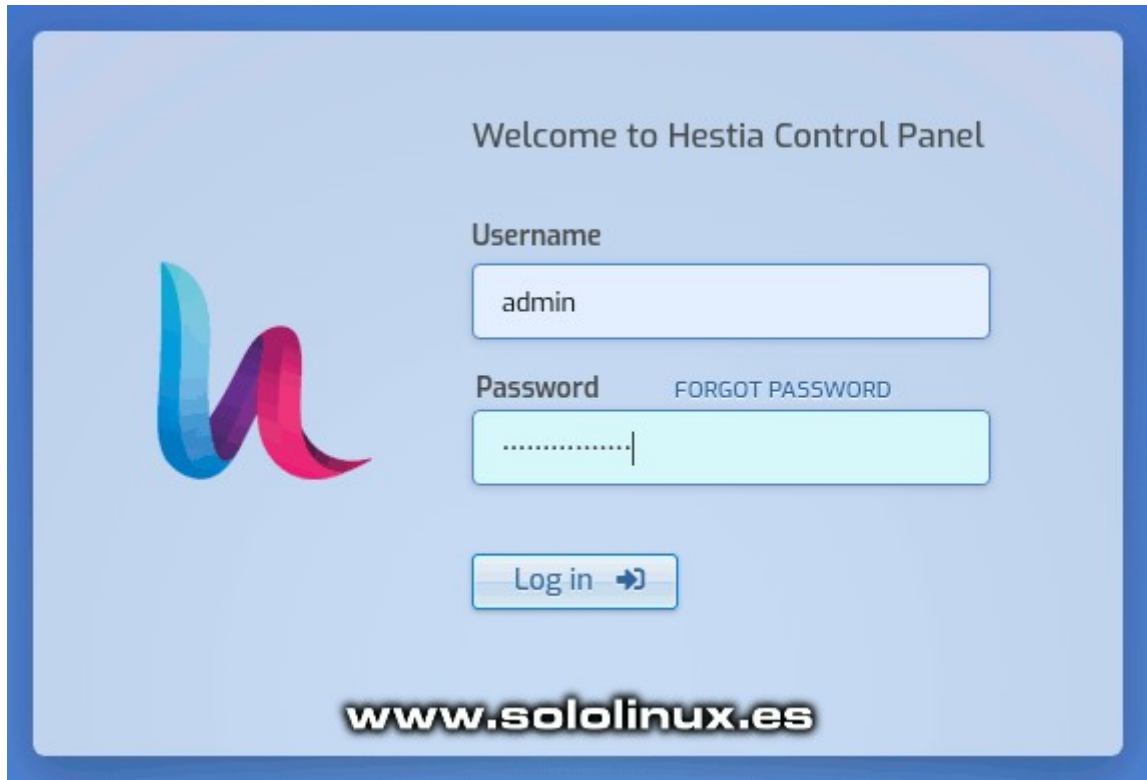 Welcome to Hestia Control Panel
Username
admin
Password FORGOT PASSWORD
Log in
www.sololinux.es